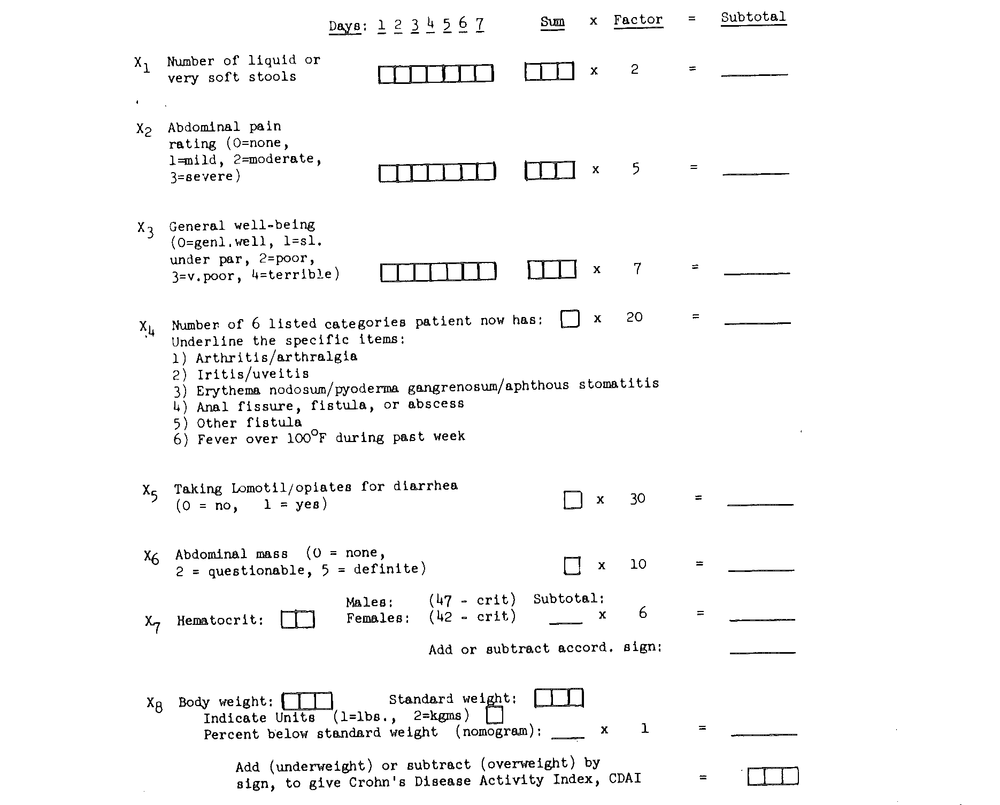 Days: 1 2 3 4 5 6 7 Sum x Factor = Subtotal
X1 Number of liquid or
very soft stools x 2 =
X2 Abdominal pain
rating (0=none,
1=mild, 2=moderate,
3=severe) x 5 =
X3 General well-being
(0=genl.well, 1=sl.
under par, 2=poor,
3=v.poor, 4=terrible) x 7 =
X4 Number of 6 listed categories patient now has: x 20 =
Underline the specific items:
1) Arthritis/arthralgia
2) Iritis/uveitis
3) Erythema nodosum/pyoderma gangrenosum/aphthous stomatitis
4) Anal fissure, fistula, or abscess
5) Other fistula
6) Fever over 100°F during past week
X5 Taking Lomotil/opiates for diarrhea
(0 = no, 1 = yes) x 30 =
X6 Abdominal mass (0 = none,
2 = questionable, 5 = definite) x 10 =
Males: (47 - crit) Subtotal:
X7 Hematocrit: Females: (42 - crit) x 6 =
Add or subtract accord. sign:
X8 Body weight: Standard weight:
Indicate Units (1=lbs., 2=kgms)
Percent below standard weight (nomogram): x 1 =
Add (underweight) or subtract (overweight) by
sign, to give Crohn's Disease Activity Index, CDAI =